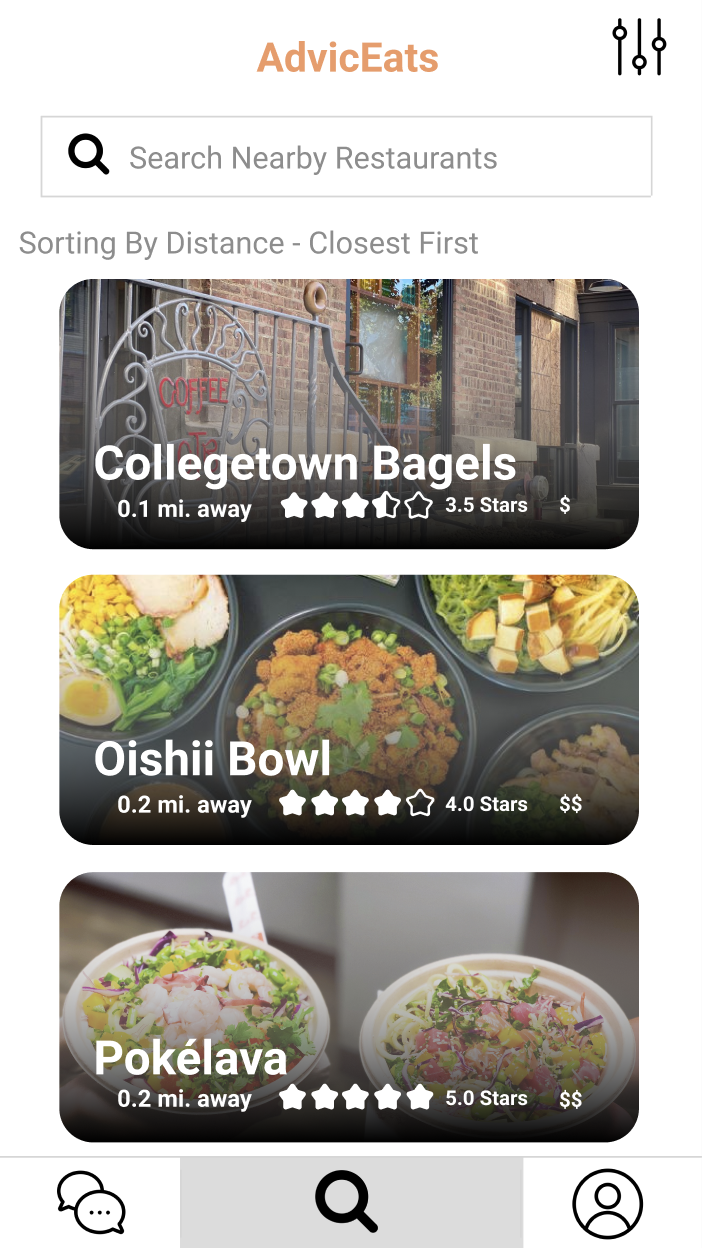 AdvicEats
Search Nearby Restaurants
Sorting By Distance - Closest First
COFFEE
Collegetown Bagels
0.1 mi. away 3.5 Stars $
Oishii Bowl
0.2 mi. away 4.0 Stars $$
Pokélava
0.2 mi. away 5.0 Stars $$